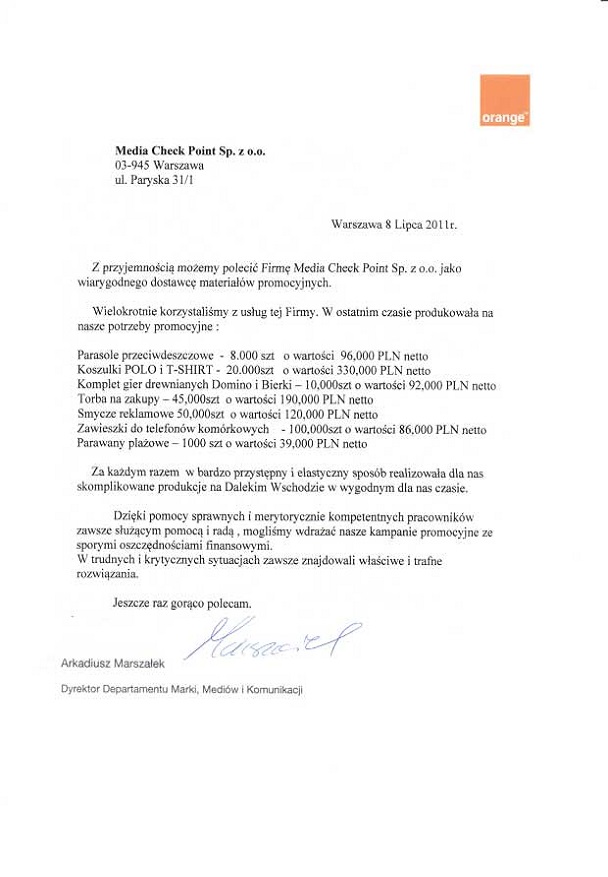 orange™
Media Check Point Sp. z o.o.
03-945 Warszawa
ul. Paryska 31/1
Warszawa 8 Lipca 2011r.
Z przyjemnością możemy polecić Firmę Media Check Point Sp. z o.o. jako
wiarygodnego dostawcę materiałów promocyjnych.
Wielokrotnie korzystaliśmy z usług tej Firmy. W ostatnim czasie produkowała na
nasze potrzeby promocyjne :
Parasole przeciwdeszczowe - 8.000 szt o wartości 96,000 PLN netto
Koszulki POLO i T-SHIRT - 20.000szt o wartości 330,000 PLN netto
Komplet gier drewnianych Domino i Bierki – 10,000szt o wartości 92,000 PLN netto
Torba na zakupy – 45,000szt o wartości 190,000 PLN netto
Smycze reklamowe 50,000szt o wartości 120,000 PLN netto
Zawieszki do telefonów komórkowych - 100,000szt o wartości 86,000 PLN netto
Parawany plażowe – 1000 szt o wartości 39,000 PLN netto
Za każdym razem w bardzo przystępny i elastyczny sposób realizowała dla nas
skomplikowane produkcje na Dalekim Wschodzie w wygodnym dla nas czasie.
Dzięki pomocy sprawnych i merytorycznie kompetentnych pracowników
zawsze służącym pomocą i radą , mogliśmy wdrażać nasze kampanie promocyjne ze
sporymi oszczędnościami finansowymi.
W trudnych i krytycznych sytuacjach zawsze znajdowali właściwe i trafne
rozwiązania.
Jeszcze raz gorąco polecam.
Marszałek
Arkadiusz Marszałek
Dyrektor Departamentu Marki, Mediów i Komunikacji